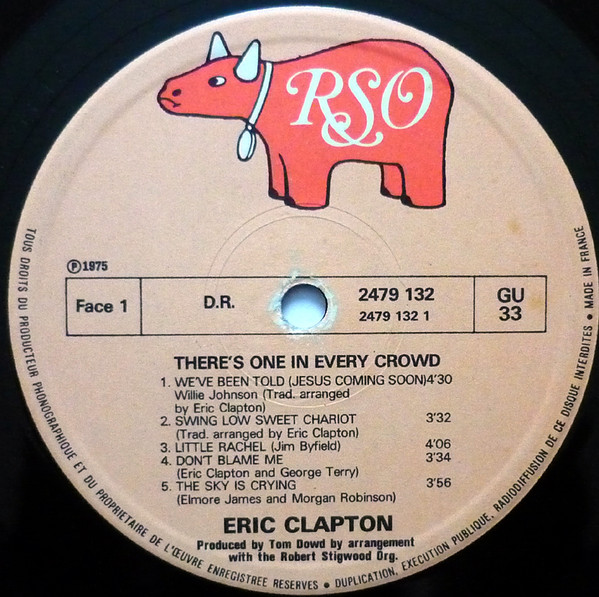 RSO
℗ 1975
Face 1
D.R.
2479 132
2479 132 1
GU
33
THERE'S ONE IN EVERY CROWD
1. WE'VE BEEN TOLD (JESUS COMING SOON)4'30
Willie Johnson (Trad. arranged
by Eric Clapton)
2. SWING LOW SWEET CHARIOT 3'32
(Trad. arranged by Eric Clapton)
3. LITTLE RACHEL (Jim Byfield) 4'06
4. DON'T BLAME ME 3'34
(Eric Clapton and George Terry)
5. THE SKY IS CRYING 3'56
(Elmore James and Morgan Robinson)
ERIC CLAPTON
Produced by Tom Dowd by arrangement
with the Robert Stigwood Org.
TOUS DROITS DU PRODUCTEUR PHONOGRAPHIQUE ET DU PROPRIETAIRE DE L'ŒUVRE ENREGISTREE RESERVES • DUPLICATION, EXECUTION PUBLIQUE, RADIODIFFUSION DE CE DISQUE INTERDITES • MADE IN FRANCE